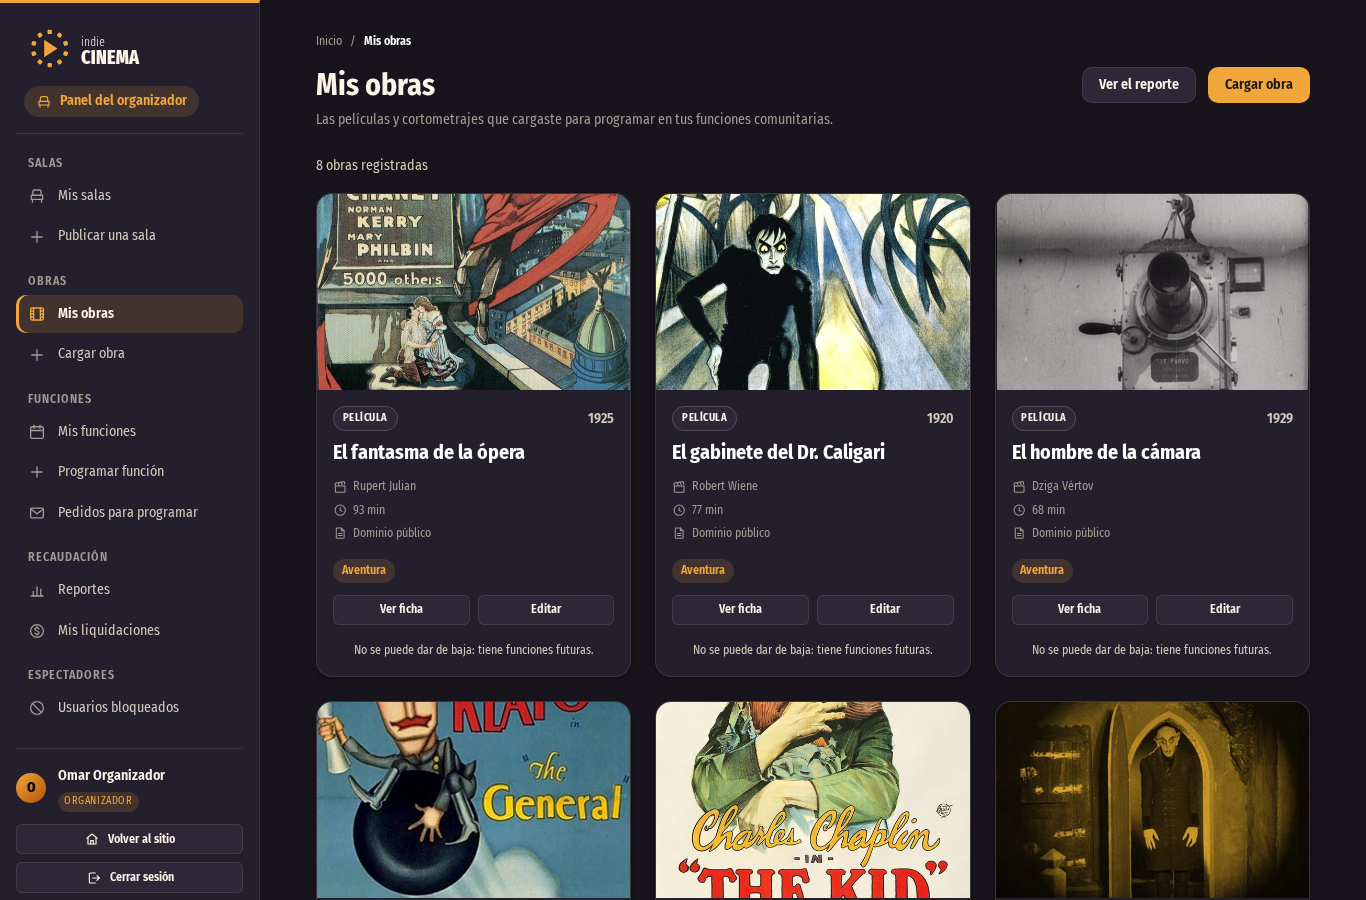 indie
CINEMA
Panel del organizador
SALAS
Mis salas
Publicar una sala
OBRAS
Mis obras
Cargar obra
FUNCIONES
Mis funciones
Programar función
Pedidos para programar
RECAUDACIÓN
Reportes
Mis liquidaciones
ESPECTADORES
Usuarios bloqueados
O
Omar Organizador
ORGANIZADOR
Volver al sitio
Cerrar sesión
Inicio / Mis obras
Mis obras
Ver el reporte
Cargar obra
Las películas y cortometrajes que cargaste para programar en tus funciones comunitarias.
8 obras registradas
CHANEY
NORMAN
KERRY
MARY
PHILBIN
AND
5000 others
PELÍCULA 1925
El fantasma de la ópera
Rupert Julian
93 min
Dominio público
Aventura
Ver ficha Editar
No se puede dar de baja: tiene funciones futuras.
PELÍCULA 1920
El gabinete del Dr. Caligari
Robert Wiene
77 min
Dominio público
Aventura
Ver ficha Editar
No se puede dar de baja: tiene funciones futuras.
LE PARVO
PELÍCULA 1929
El hombre de la cámara
Dziga Vértov
68 min
Dominio público
Aventura
Ver ficha Editar
No se puede dar de baja: tiene funciones futuras.
in
"The
General"
Charles Chaplin
- IN -
"THE KID"